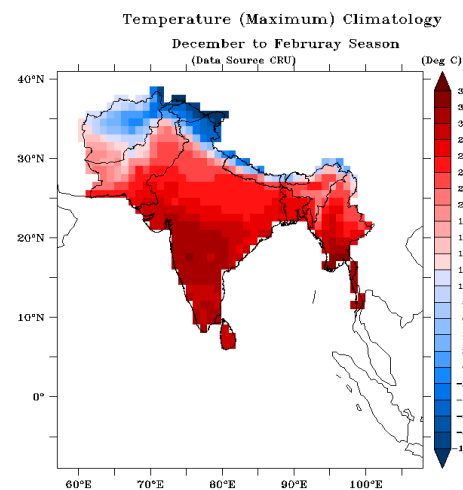 Temperature (Maximum) Climatology
December to Februray Season
(Data Source CRU)
(Deg C)
40°N
30°N
20°N
10°N
0°
60°E
70°E
80°E
90°E
100°E